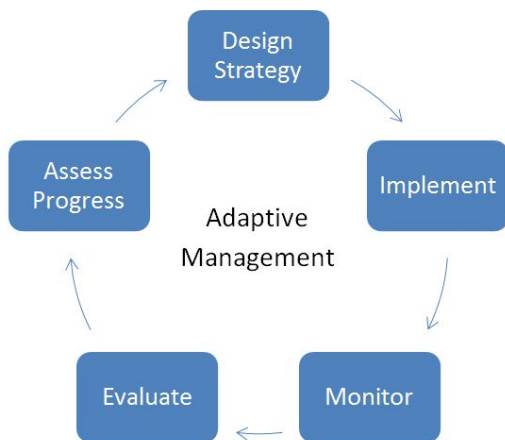 Design
Strategy
Implement
Monitor
Evaluate
Assess
Progress
Adaptive
Management